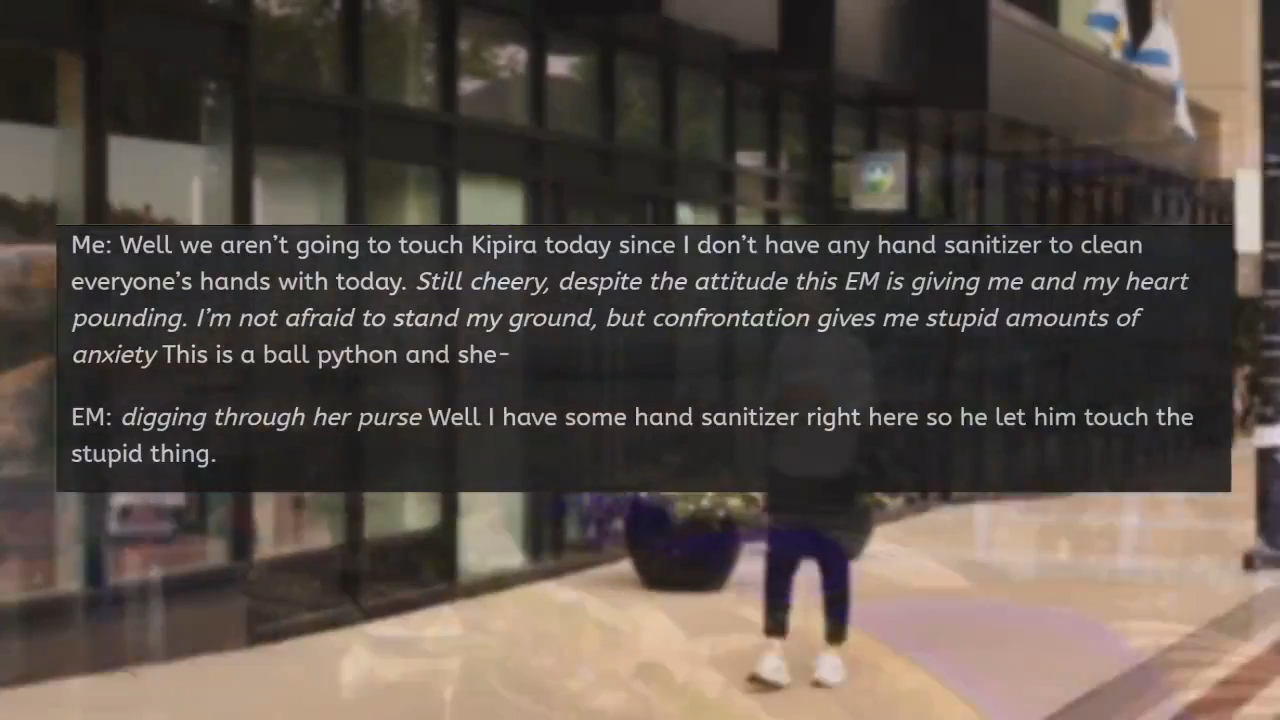 Me: Well we aren’t going to touch Kipira today since I don’t have any hand sanitizer to clean
everyone’s hands with today. Still cheery, despite the attitude this EM is giving me and my heart
pounding. I’m not afraid to stand my ground, but confrontation gives me stupid amounts of
anxiety This is a ball python and she-
EM: digging through her purse Well I have some hand sanitizer right here so he let him touch the
stupid thing.